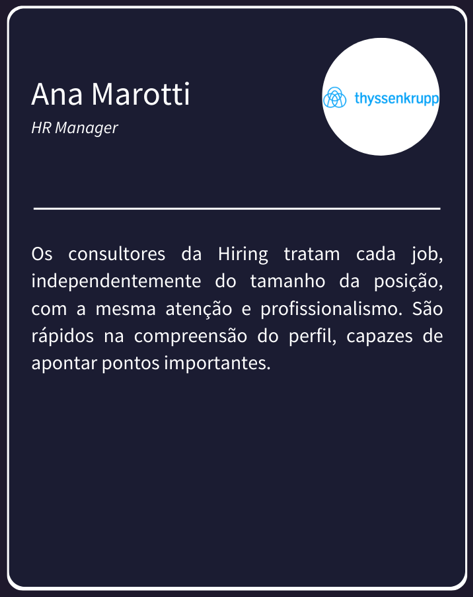 Ana Marotti
HR Manager
thyssenkrupp
Os consultores da Hiring tratam cada job,
independentemente do tamanho da posição,
com a mesma atenção e profissionalismo. São
rápidos na compreensão do perfil, capazes de
apontar pontos importantes.